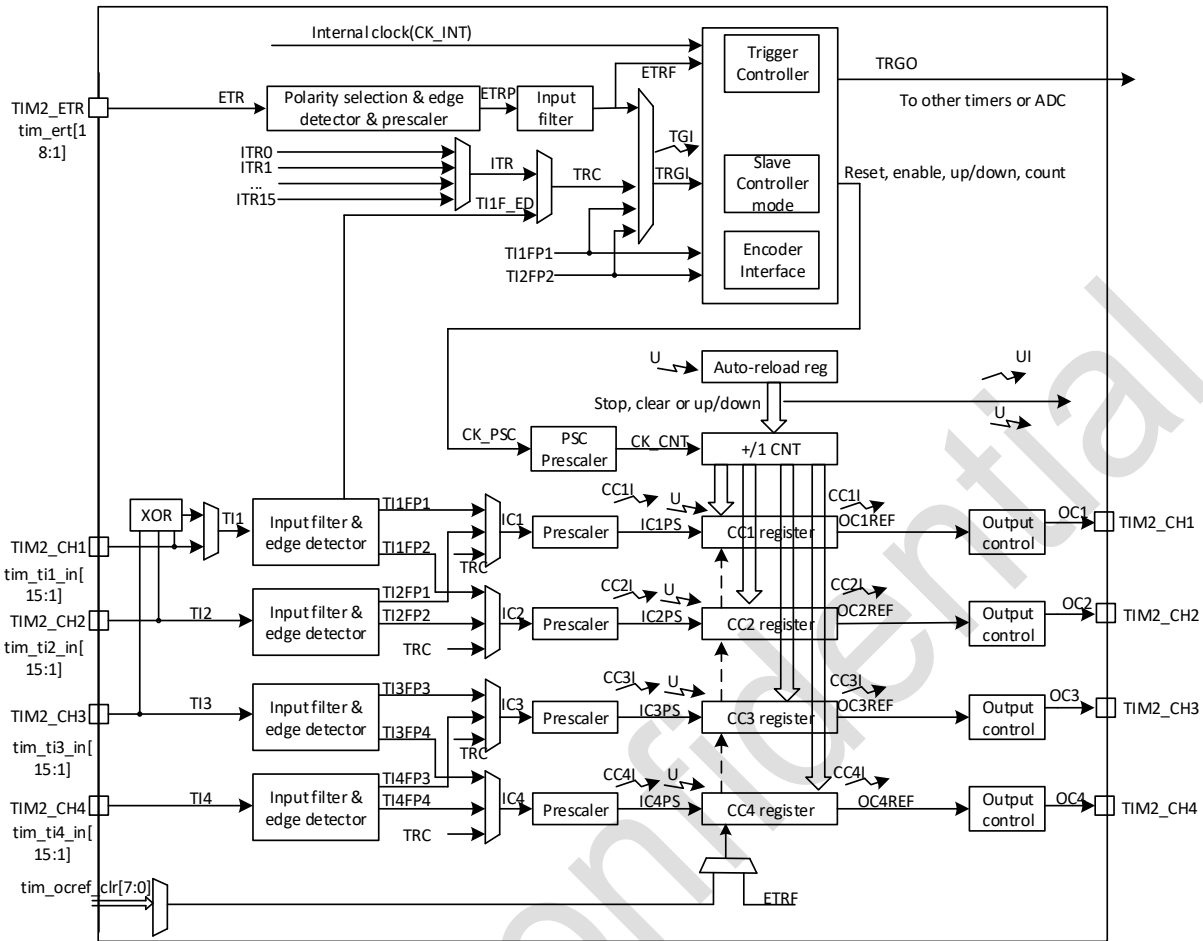 Internal clock(CK_INT)
Trigger
Controller
TRGO
To other timers or ADC
ETRF
TIM2_ETR
tim_ert[1
8:1]
ETR
Polarity selection & edge
detector & prescaler
ETRP
Input
filter
ITR0
ITR1
...
ITR15
ITR
TI1F_ED
TRC
TGI
TRGI
Slave
Controller
mode
Reset, enable, up/down, count
TI1FP1
TI2FP2
Encoder
Interface
U
Auto-reload reg
UI
Stop, clear or up/down
U
CK_PSC
PSC
Prescaler
CK_CNT
+/1 CNT
XOR
TI1
TIM2_CH1
tim_ti1_in[
15:1]
Input filter &
edge detector
TI1FP1
TI1FP2
TRC
IC1
Prescaler
IC1PS
CC1I
U
CC1 register
CC1I
OC1REF
Output
control
OC1
TIM2_CH1
TIM2_CH2
tim_ti2_in[
15:1]
TI2
Input filter &
edge detector
TI2FP1
TI2FP2
TRC
IC2
Prescaler
IC2PS
CC2I
U
CC2 register
CC2I
OC2REF
Output
control
OC2
TIM2_CH2
TIM2_CH3
tim_ti3_in[
15:1]
TI3
Input filter &
edge detector
TI3FP3
TI3FP4
TRC
IC3
Prescaler
IC3PS
CC3I
U
CC3 register
CC3I
OC3REF
Output
control
OC3
TIM2_CH3
TIM2_CH4
tim_ti4_in[
15:1]
TI4
Input filter &
edge detector
TI4FP3
TI4FP4
TRC
IC4
Prescaler
IC4PS
CC4I
U
CC4 register
CC4I
OC4REF
Output
control
OC4
TIM2_CH4
tim_ocref_clr[7:0]
ETRF
onfidential